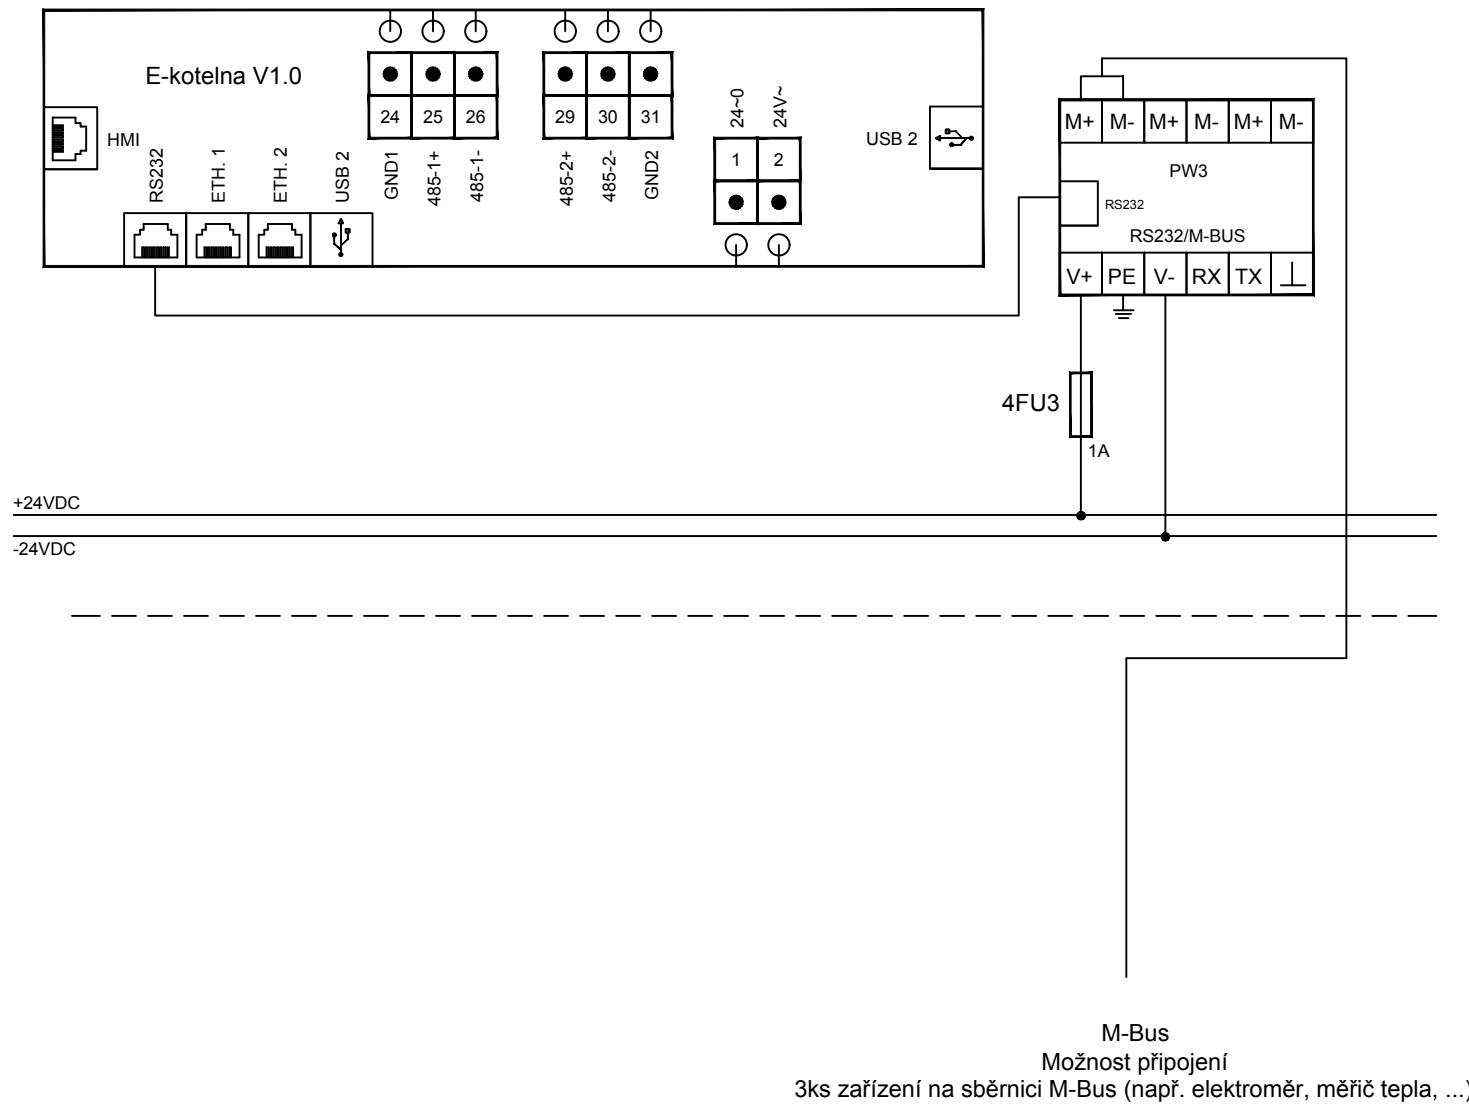 E-kotelna V1.0
24 25 26
29 30 31
GND1
485-1+
485-1-
485-2+
485-2-
GND2
24~0
24V~
1 2
HMI
USB 2
RS232
ETH. 1
ETH. 2
USB 2
M+ M- M+ M- M+ M-
PW3
RS232
RS232/M-BUS
V+ PE V- RX TX
4FU3
1A
+24VDC
-24VDC
M-Bus
Možnost připojení
3ks zařízení na sběrnici M-Bus (např. elektroměr, měřič tepla, ...)